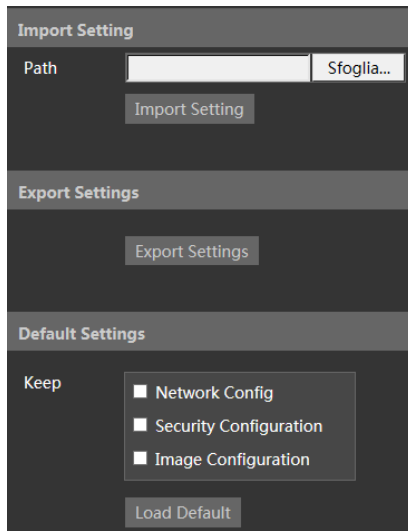 Import Setting
Path Sfoglia...
Import Setting
Export Settings
Export Settings
Default Settings
Keep Network Config
Security Configuration
Image Configuration
Load Default